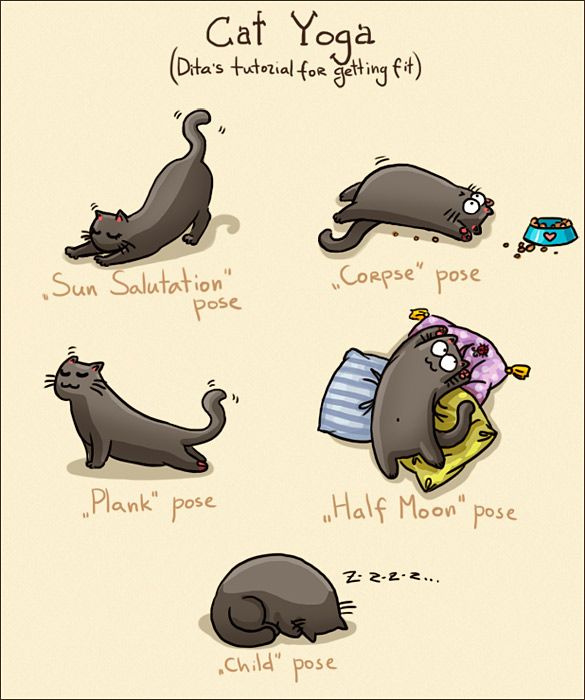 Cat Yoga
(Dita's tutorial for getting fit)
„Sun Salutation"
pose
„Corpse" pose
„Plank" pose
„Half Moon" pose
Z-z-z-z...
„Child" pose